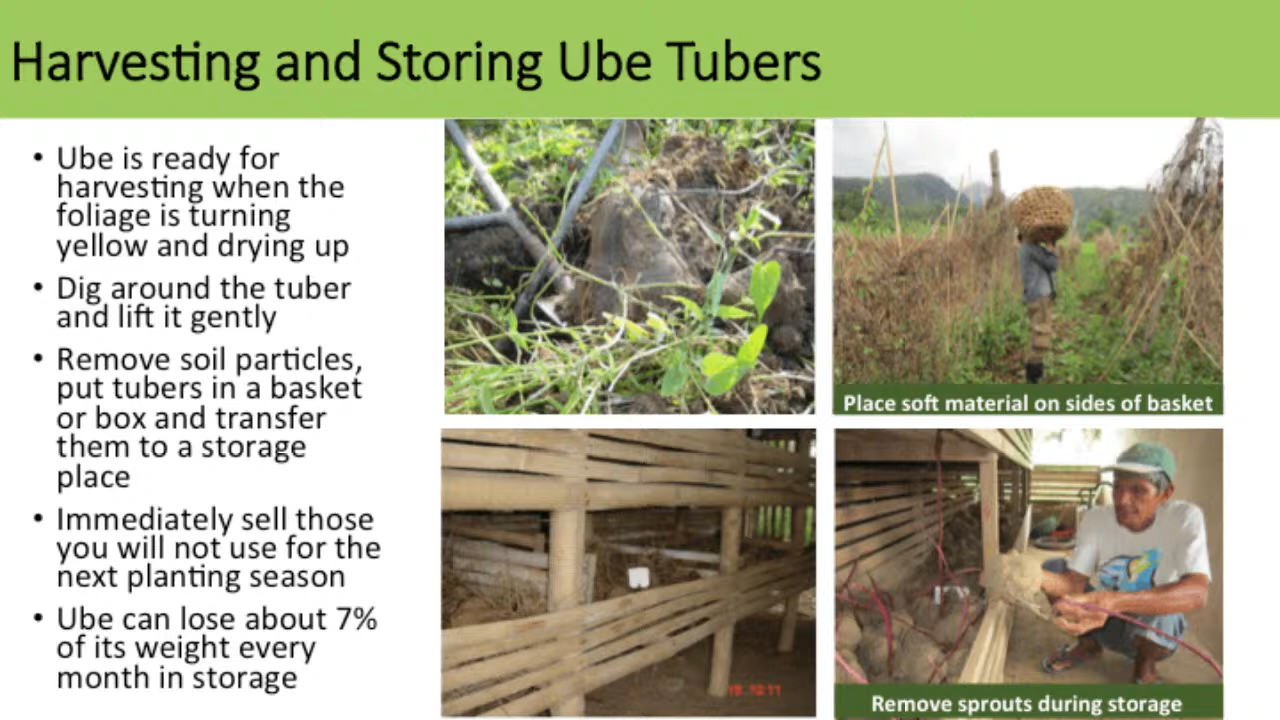 Harvesting and Storing Ube Tubers
• Ube is ready for
harvesting when the
foliage is turning
yellow and drying up
• Dig around the tuber
and lift it gently
• Remove soil particles,
put tubers in a basket
or box and transfer
them to a storage
place
• Immediately sell those
you will not use for the
next planting season
• Ube can lose about 7%
of its weight every
month in storage
Place soft material on sides of basket
Remove sprouts during storage